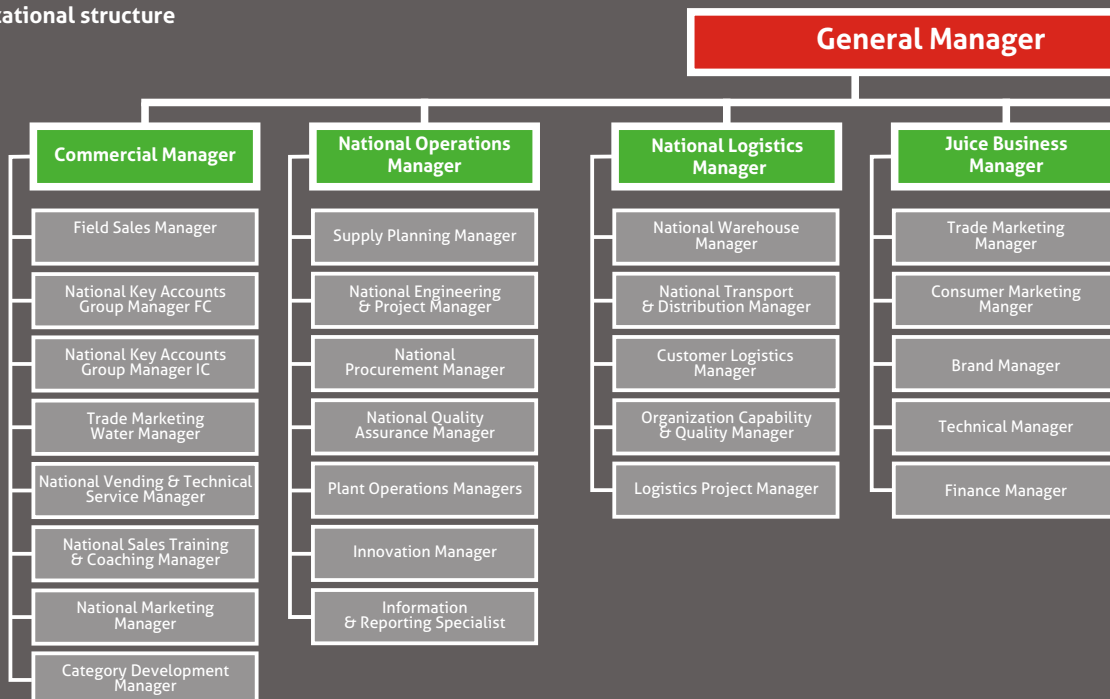 ational structure
General Manager
Commercial Manager
Field Sales Manager
National Key Accounts
Group Manager FC
National Key Accounts
Group Manager IC
Trade Marketing
Water Manager
National Vending & Technical
Service Manager
National Sales Training
& Coaching Manager
National Marketing
Manager
Category Development
Manager
National Operations
Manager
Supply Planning Manager
National Engineering
& Project Manager
National
Procurement Manager
National Quality
Assurance Manager
Plant Operations Managers
Innovation Manager
Information
& Reporting Specialist
National Logistics
Manager
National Warehouse
Manager
National Transport
& Distribution Manager
Customer Logistics
Manager
Organization Capability
& Quality Manager
Logistics Project Manager
Juice Business
Manager
Trade Marketing
Manager
Consumer Marketing
Manger
Brand Manager
Technical Manager
Finance Manager